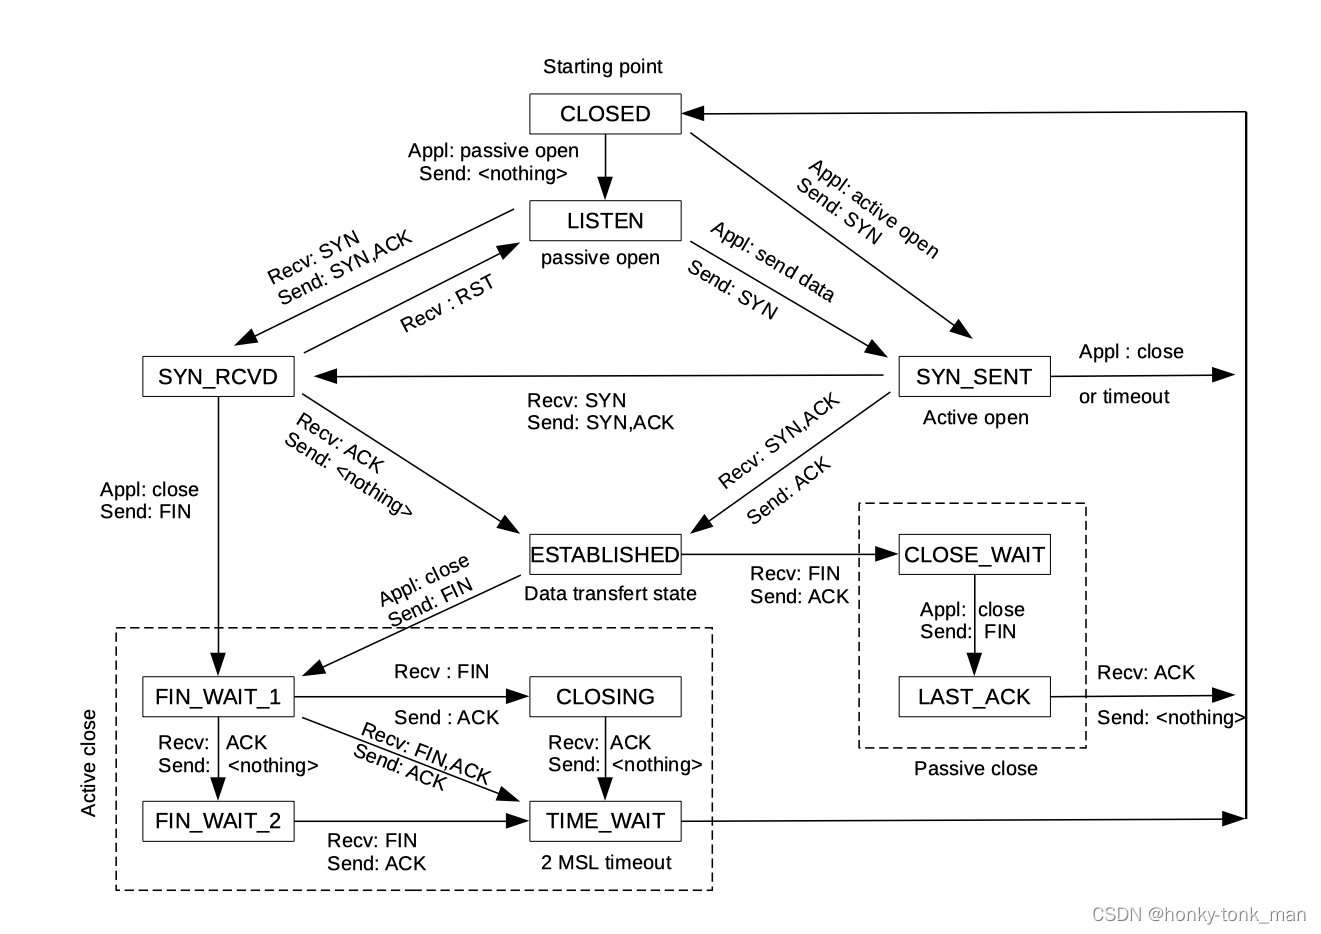 Starting point
CLOSED
Appl: passive open
Send: <nothing>
Appl: active open
Send: SYN
LISTEN
passive open
Recv: SYN
Send: SYN,ACK
Recv : RST
Appl: send data
Send: SYN
SYN_RCVD
SYN_SENT
Active open
Appl : close
or timeout
Recv: SYN
Send: SYN,ACK
Recv: ACK
Send: <nothing>
Recv: SYN,ACK
Send: ACK
Appl: close
Send: FIN
ESTABLISHED
Data transfert state
Recv: FIN
Send: ACK
CLOSE_WAIT
Appl: close
Send: FIN
Appl: close
Send: FIN
LAST_ACK
Recv: ACK
Send: <nothing>
Passive close
Active close
FIN_WAIT_1
Recv : FIN
Send : ACK
CLOSING
Recv: ACK
Send: <nothing>
Recv: FIN,ACK
Send: ACK
Recv: ACK
Send: <nothing>
FIN_WAIT_2
Recv: FIN
Send: ACK
TIME_WAIT
2 MSL timeout
CSDN @honky-tonk_man